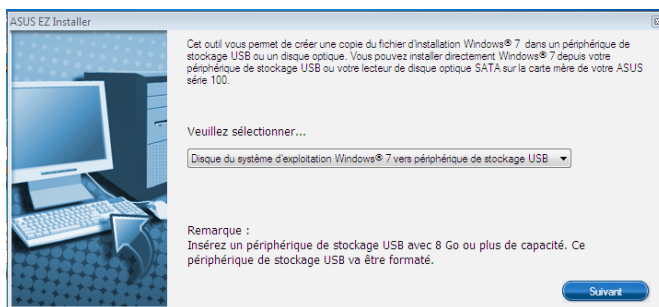 ASUS EZ Installer
Cet outil vous permet de créer une copie du fichier d'installation Windows® 7 dans un périphérique de
stockage USB ou un disque optique. Vous pouvez installer directement Windows® 7 depuis votre
périphérique de stockage USB ou votre lecteur de disque optique SATA sur la carte mère de votre ASUS
série 100.
Veuillez sélectionner...
Disque du système d'exploitation Windows® 7 vers périphérique de stockage USB
Remarque :
Insérez un périphérique de stockage USB avec 8 Go ou plus de capacité. Ce
périphérique de stockage USB va être formaté.
Suivant